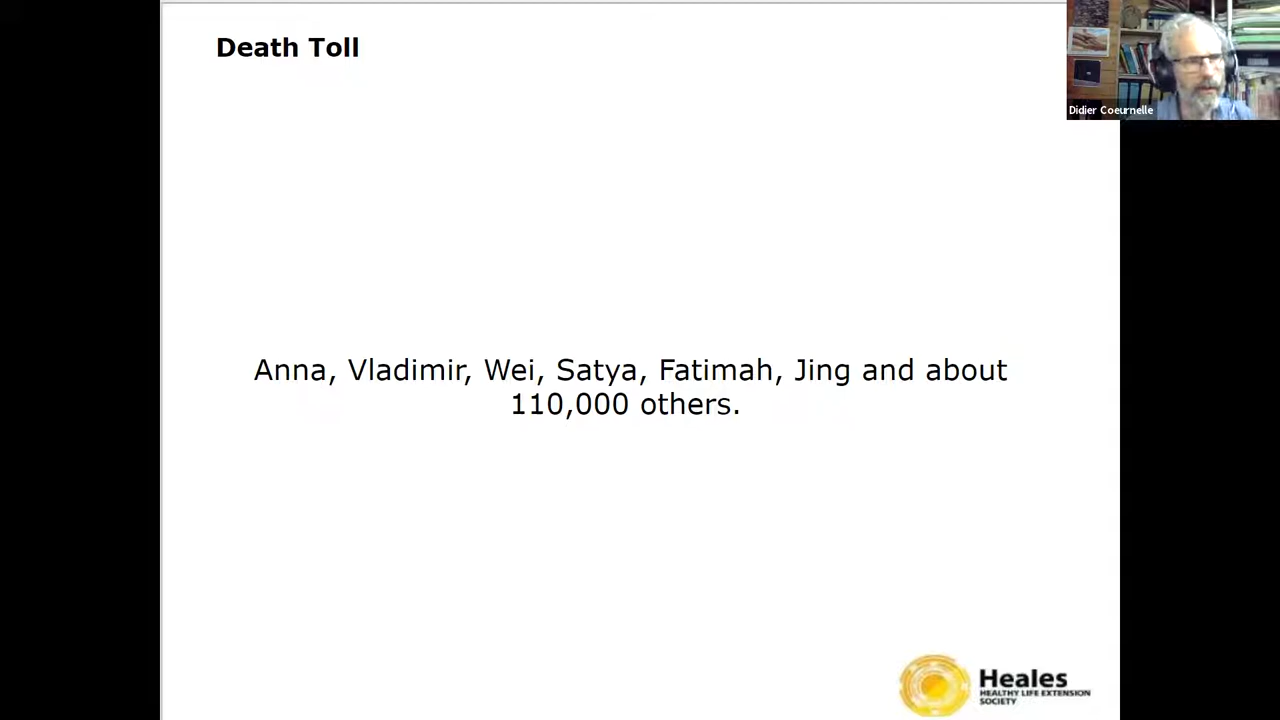 Death Toll
Didier Coeurnelle
Anna, Vladimir, Wei, Satya, Fatimah, Jing and about
110,000 others.
Heales
HEALTHY LIFE EXTENSION
SOCIETY